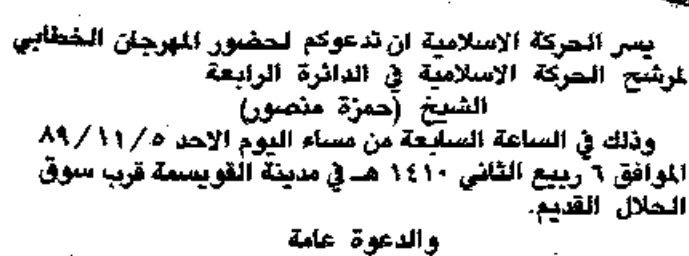 يسر الحركة الاسلامية ان تدعوكم لحضور المهرجان الخطابي
لمرشح الحركة الاسلامية في الدائرة الرابعة
الشيخ (حمزة منصور)
وذلك في الساعة السابعة من مساء اليوم الاحد ٨٩/١١/٥
الموافق ٦ ربيع الثاني ١٤١٠ هـ في مدينة القويسمة قرب سوق
الحلال القديم.
والدعوة عامة